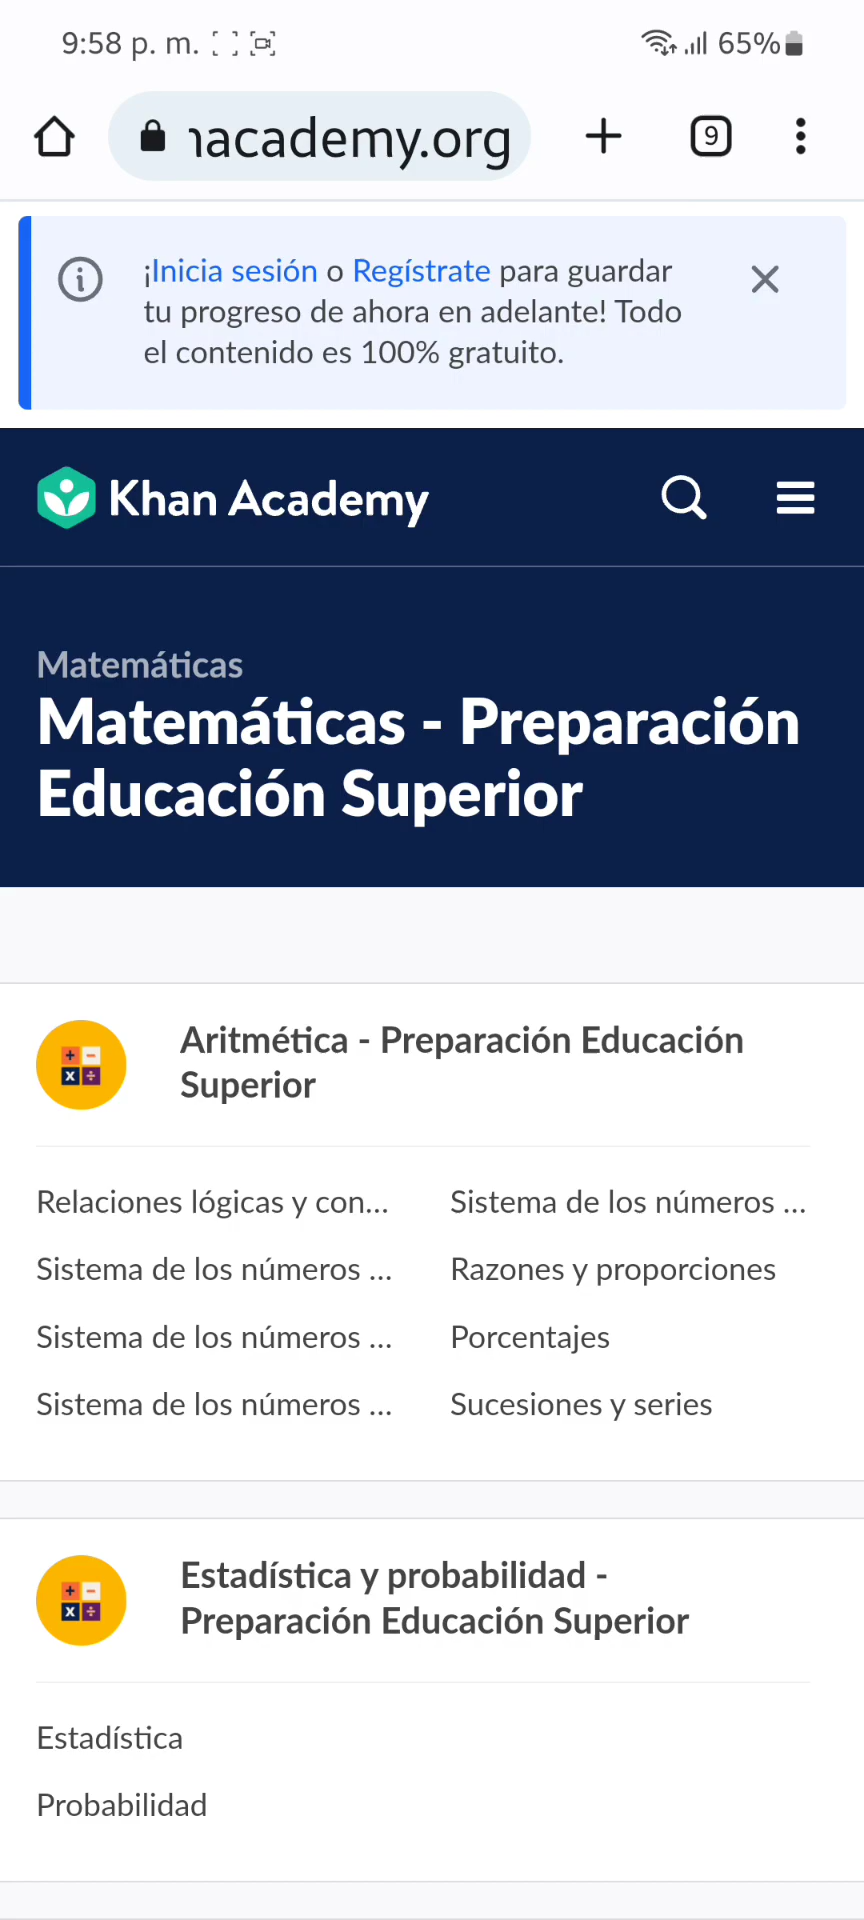 9:58 p. m.
65%
nacademy.org
9
¡Inicia sesión o Regístrate para guardar
tu progreso de ahora en adelante! Todo
el contenido es 100% gratuito.
Khan Academy
Matemáticas
Matemáticas - Preparación
Educación Superior
Aritmética - Preparación Educación
Superior
Relaciones lógicas y con...
Sistema de los números ...
Sistema de los números ...
Razones y proporciones
Sistema de los números ...
Porcentajes
Sistema de los números ...
Sucesiones y series
Estadística y probabilidad -
Preparación Educación Superior
Estadística
Probabilidad